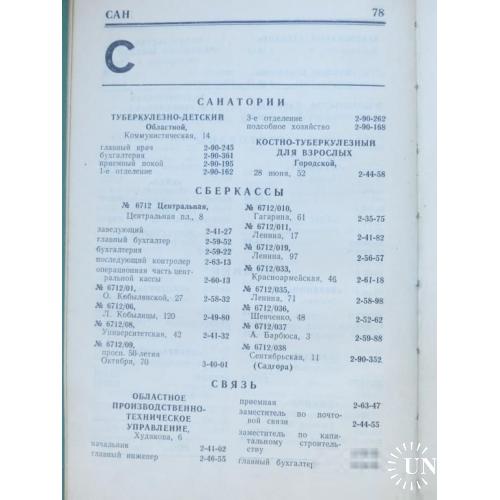 САН 78
С
САНАТОРИИ
ТУБЕРКУЛЕЗНО-ДЕТСКИЙ
Областной,
Коммунистическая, 14
главный врач 2-90-245
бухгалтерия 2-90-361
приемный покой 2-90-195
1-е отделение 2-90-162
3-е отделение 2-90-262
подсобное хозяйство 2-90-168
КОСТНО-ТУБЕРКУЛЕЗНЫЙ
ДЛЯ ВЗРОСЛЫХ
Городской,
28 июня, 52 2-44-58
СБЕРКАССЫ
№ 6712 Центральная,
Центральная пл., 8
заведующий 2-41-27
главный бухгалтер 2-59-52
бухгалтерия 2-59-22
последующий контролер 2-63-13
операционная часть цент-
ральной кассы 2-60-13
№ 6712/01,
О. Кобылянской, 27 2-58-32
№ 6712/06,
Л. Кобылицы, 120 2-49-80
№ 6712/08,
Университетская, 42 2-41-32
№ 6712/09,
просп. 50-летия
Октября, 70 3-40-01
№ 6712/010,
Гагарина, 61 2-35-75
№ 6712/011,
Ленина, 17 2-41-82
№ 6712/019,
Ленина, 97 2-56-57
№ 6712/033,
Красноармейская, 46 2-61-18
№ 6712/035,
Ленина, 71 2-58-98
№ 6712/036,
Шевченко, 48 2-52-62
№ 6712/037
А. Барбюса, 3 2-59-88
№ 6712/038
Сентябрьская, 11 2-90-352
(Садгора)
СВЯЗЬ
ОБЛАСТНОЕ
ПРОИЗВОДСТВЕННО-
ТЕХНИЧЕСКОЕ
УПРАВЛЕНИЕ,
Худякова, 6
начальник 2-41-02
главный инженер 2-46-55
приемная 2-63-47
заместитель по почто-
вой связи 2-44-55
заместитель по капи-
тальному строитель-
ству
главный бухгалтер
UN